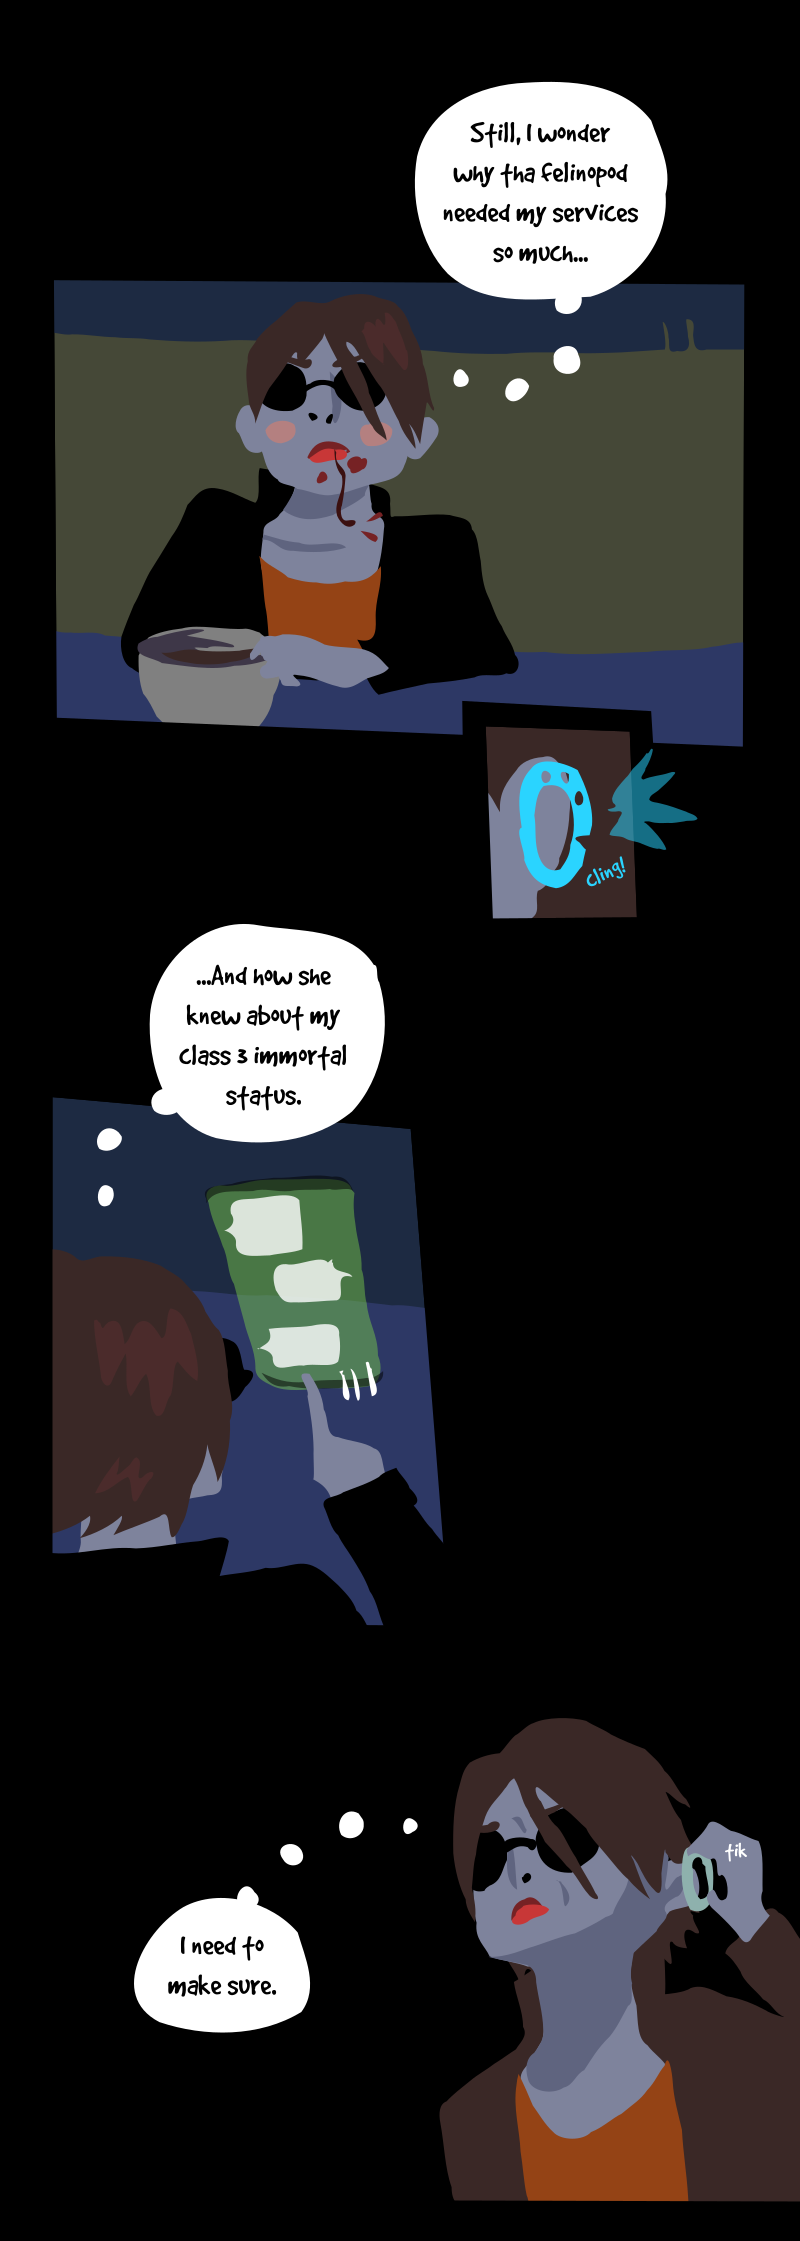 Still, I wonder
why tha felinopod
needed my services
so much...
cling!
...And how she
knew about my
class 3 immortal
status.
tik
I need to
make sure.